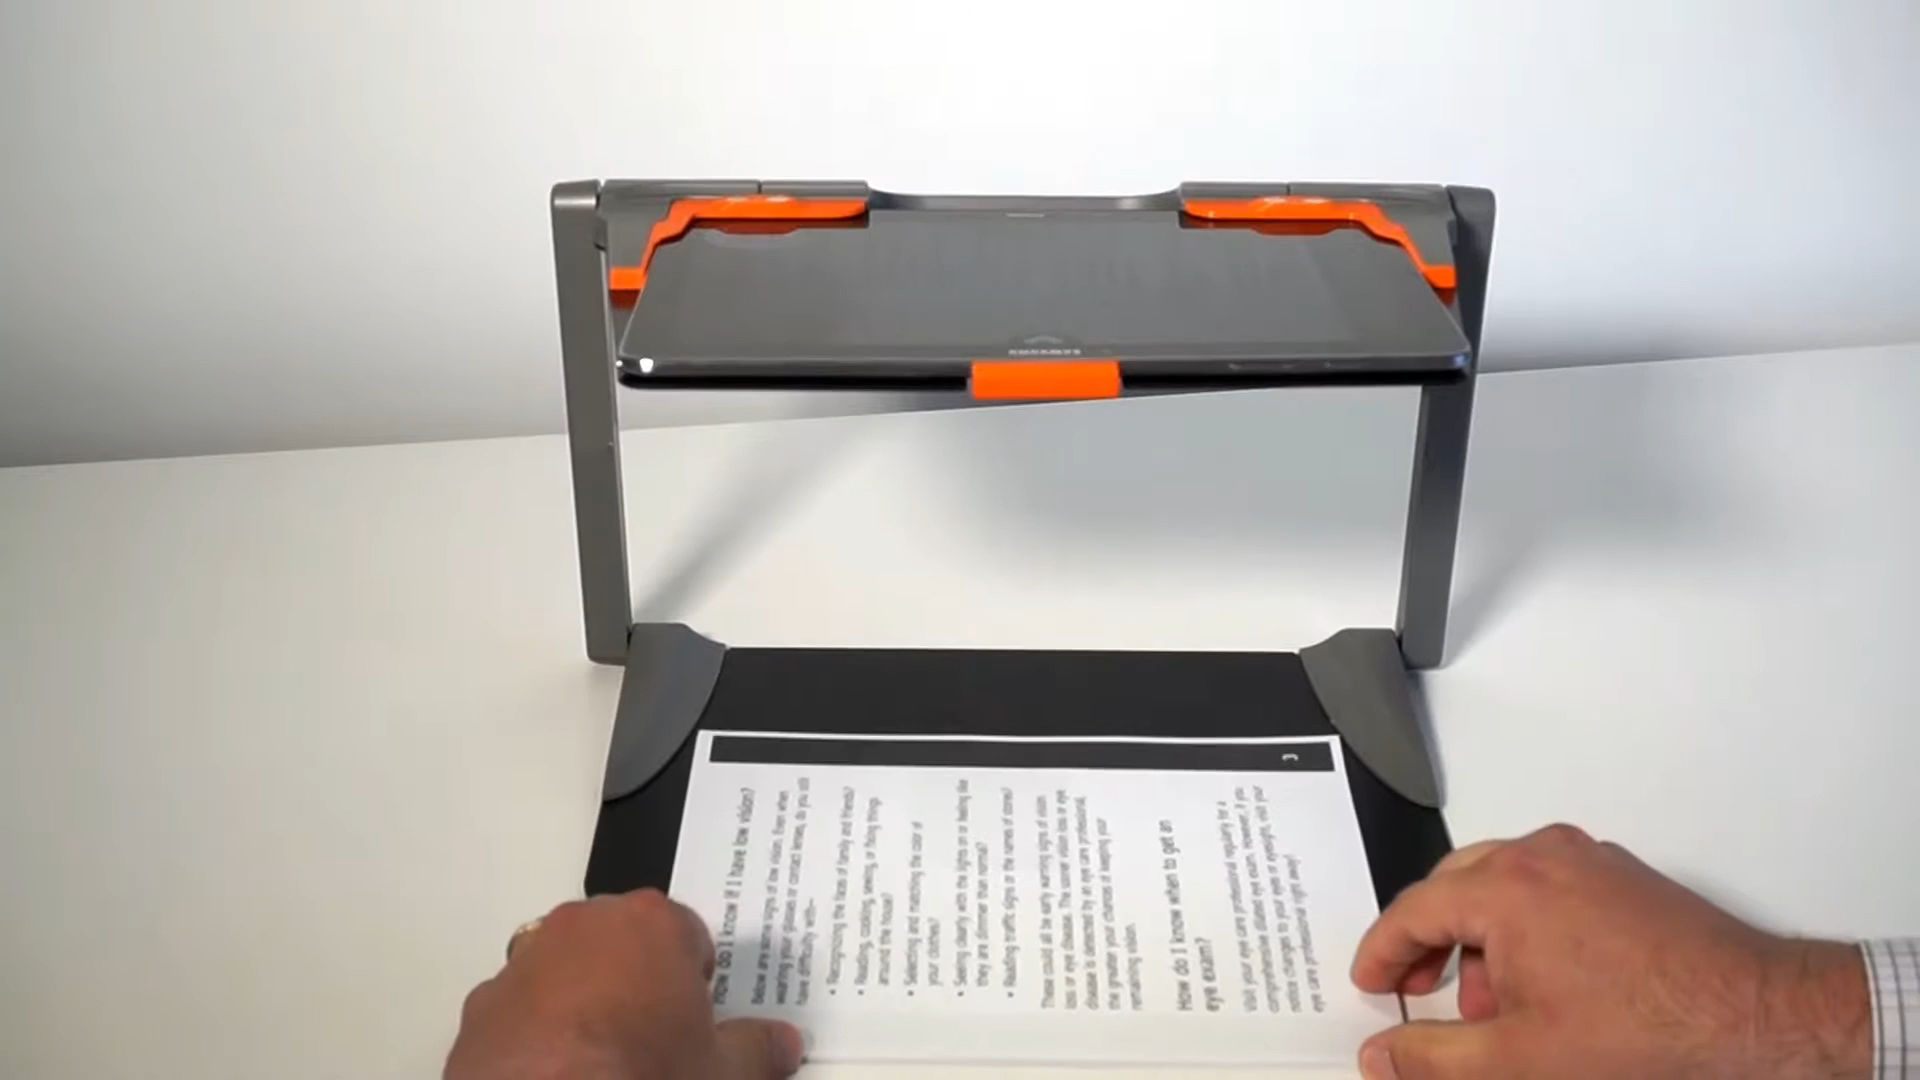 3
How do I know if I have low vision?
Below are some signs of low vision. Even when
wearing your glasses or contact lenses, do you still
have difficulty with—
• Recognizing the faces of family and friends?
• Reading, cooking, sewing, or fixing things
around the house?
• Selecting and matching the color of
your clothes?
• Seeing clearly with the lights on or feeling like
they are dimmer than normal?
• Reading traffic signs or the names of stores?
These could all be early warning signs of vision
loss or eye disease. The sooner vision loss or eye
disease is detected by an eye care professional,
the greater your chances of keeping your
remaining vision.
How do I know when to get an
eye exam?
Visit your eye care professional regularly for a
comprehensive dilated eye exam. However, if you
notice changes to your eyes or eyesight, visit your
eye care professional right away!
SAMSUNG